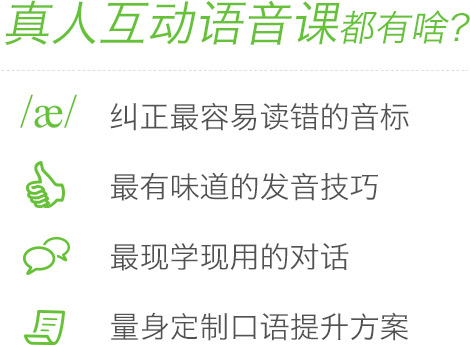 真人互动语音课都有啥?
/æ/ 纠正最容易读错的音标
最有味道的发音技巧
最现学现用的对话
量身定制口语提升方案